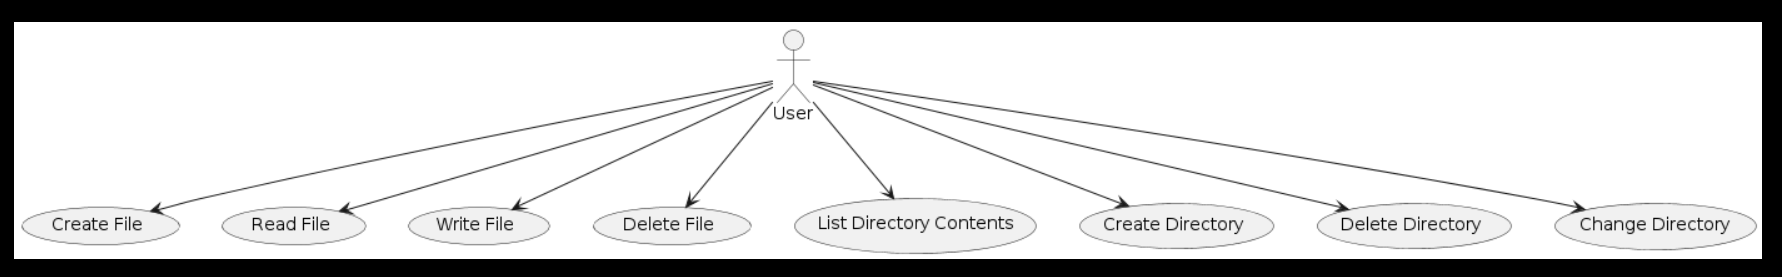 User
Create File
Read File
Write File
Delete File
List Directory Contents
Create Directory
Delete Directory
Change Directory